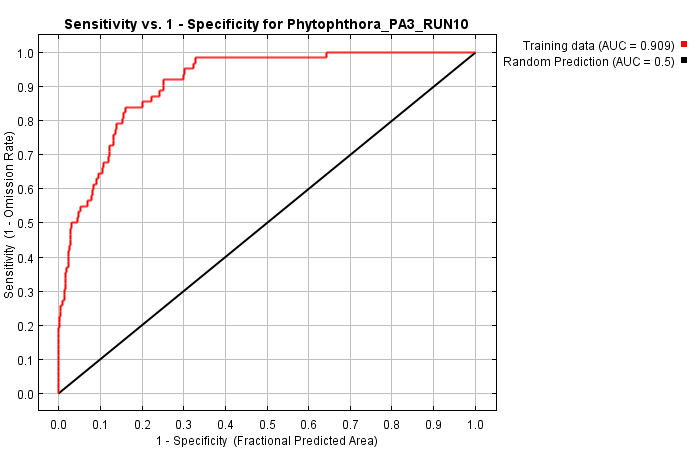 Sensitivity vs. 1 - Specificity for Phytophthora_PA3_RUN10
Training data (AUC = 0.909)
Random Prediction (AUC = 0.5)
Sensitivity (1 - Omission Rate)
1.0
0.9
0.8
0.7
0.6
0.5
0.4
0.3
0.2
0.1
0.0
0.0 0.1 0.2 0.3 0.4 0.5 0.6 0.7 0.8 0.9 1.0
1 - Specificity (Fractional Predicted Area)